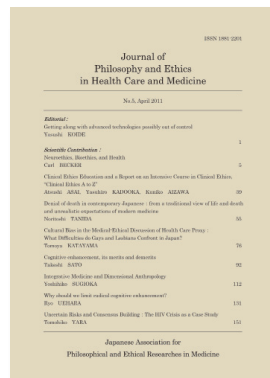 ISSN 1881-2201
Journal of
Philosophy and Ethics
in Health Care and Medicine
No.5, April 2011
Editorial :
Getting along with advanced technologies possibly out of control
Yasushi KOIDE
1
Scientific Contribution :
Neuroethics, Bioethics, and Health
Carl BECKER 5
Clinical Ethics Education and a Report on an Intensive Course in Clinical Ethics,
"Clinical Ethics A to Z"
Atsushi ASAI, Yasuhiro KADOOKA, Kuniko AIZAWA 39
Denial of death in contemporary Japanese : from a traditional view of life and death
and unrealistic expectations of modern medicine
Noritoshi TANIDA 55
Cultural Bias in the Medical-Ethical Discussion of Health Care Proxy :
What Difficulties do Gays and Lesbians Confront in Japan?
Tomoya KATAYAMA 76
Cognitive enhancement, its merits and demerits
Takeshi SATO 92
Integrative Medicine and Dimensional Anthropology
Yoshihiko SUGIOKA 112
Why should we limit radical cognitive enhancement?
Eyo UEHARA 131
Uncertain Risks and Consensus Building : The HIV Crisis as a Case Study
Tomohiko YARA 151
Japanese Association for
Philosophical and Ethical Researches in Medicine